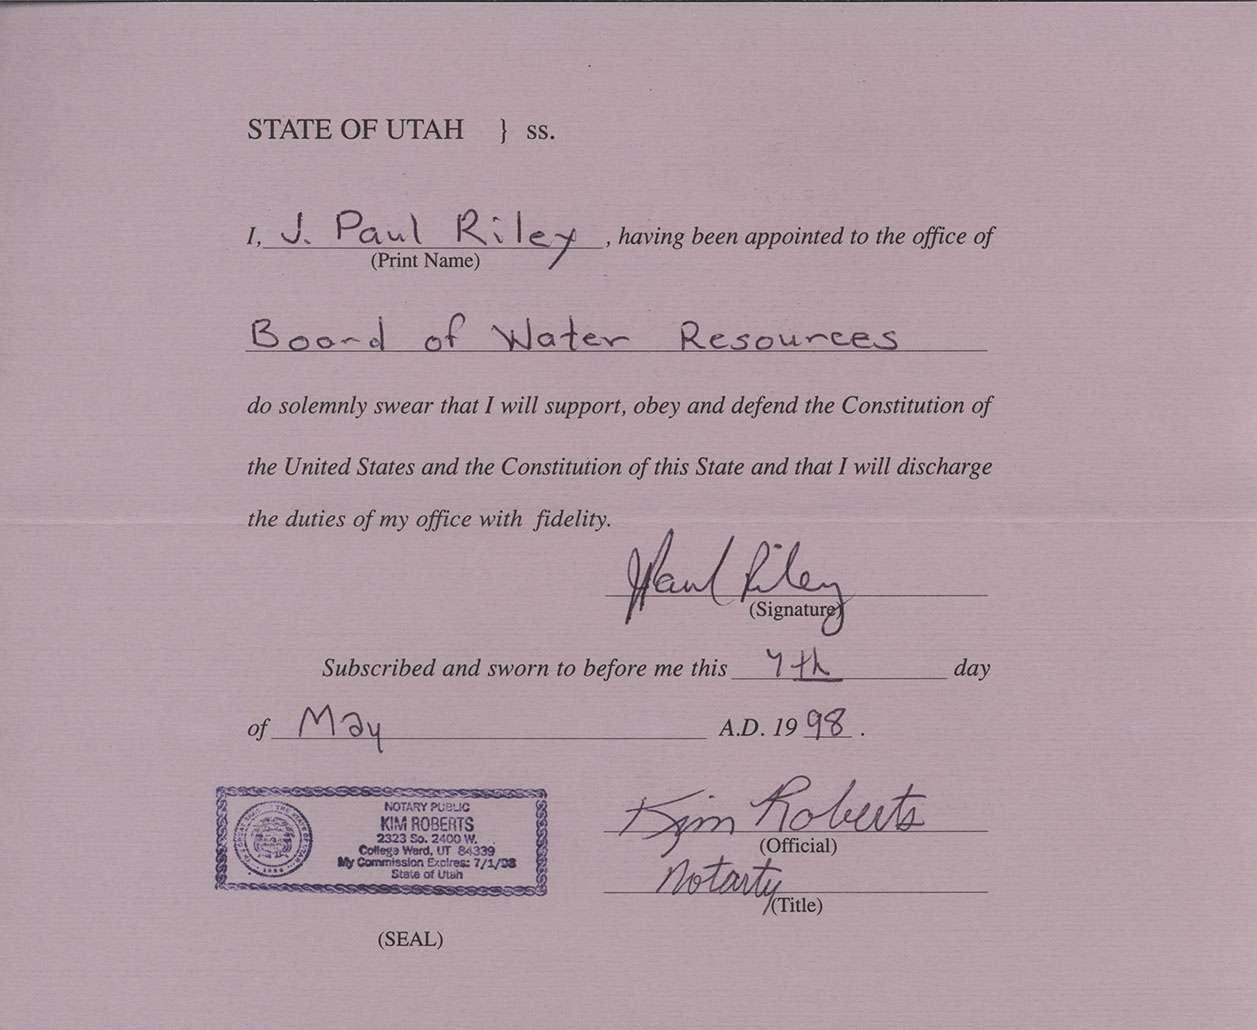 STATE OF UTAH } ss.
I, J. Paul Riley , having been appointed to the office of
(Print Name)
Board of Water Resources
do solemnly swear that I will support, obey and defend the Constitution of
the United States and the Constitution of this State and that I will discharge
the duties of my office with fidelity.
JPaul Riley
(Signature)
Subscribed and sworn to before me this 7th day
of May A.D. 1998.
NOTARY PUBLIC
KIM ROBERTS
2323 So. 2400 W.
College Ward, UT 84339
My Commission Expires: 7/1/98
State of Utah
(SEAL)
Kim Roberts
(Official)
Notarty
(Title)